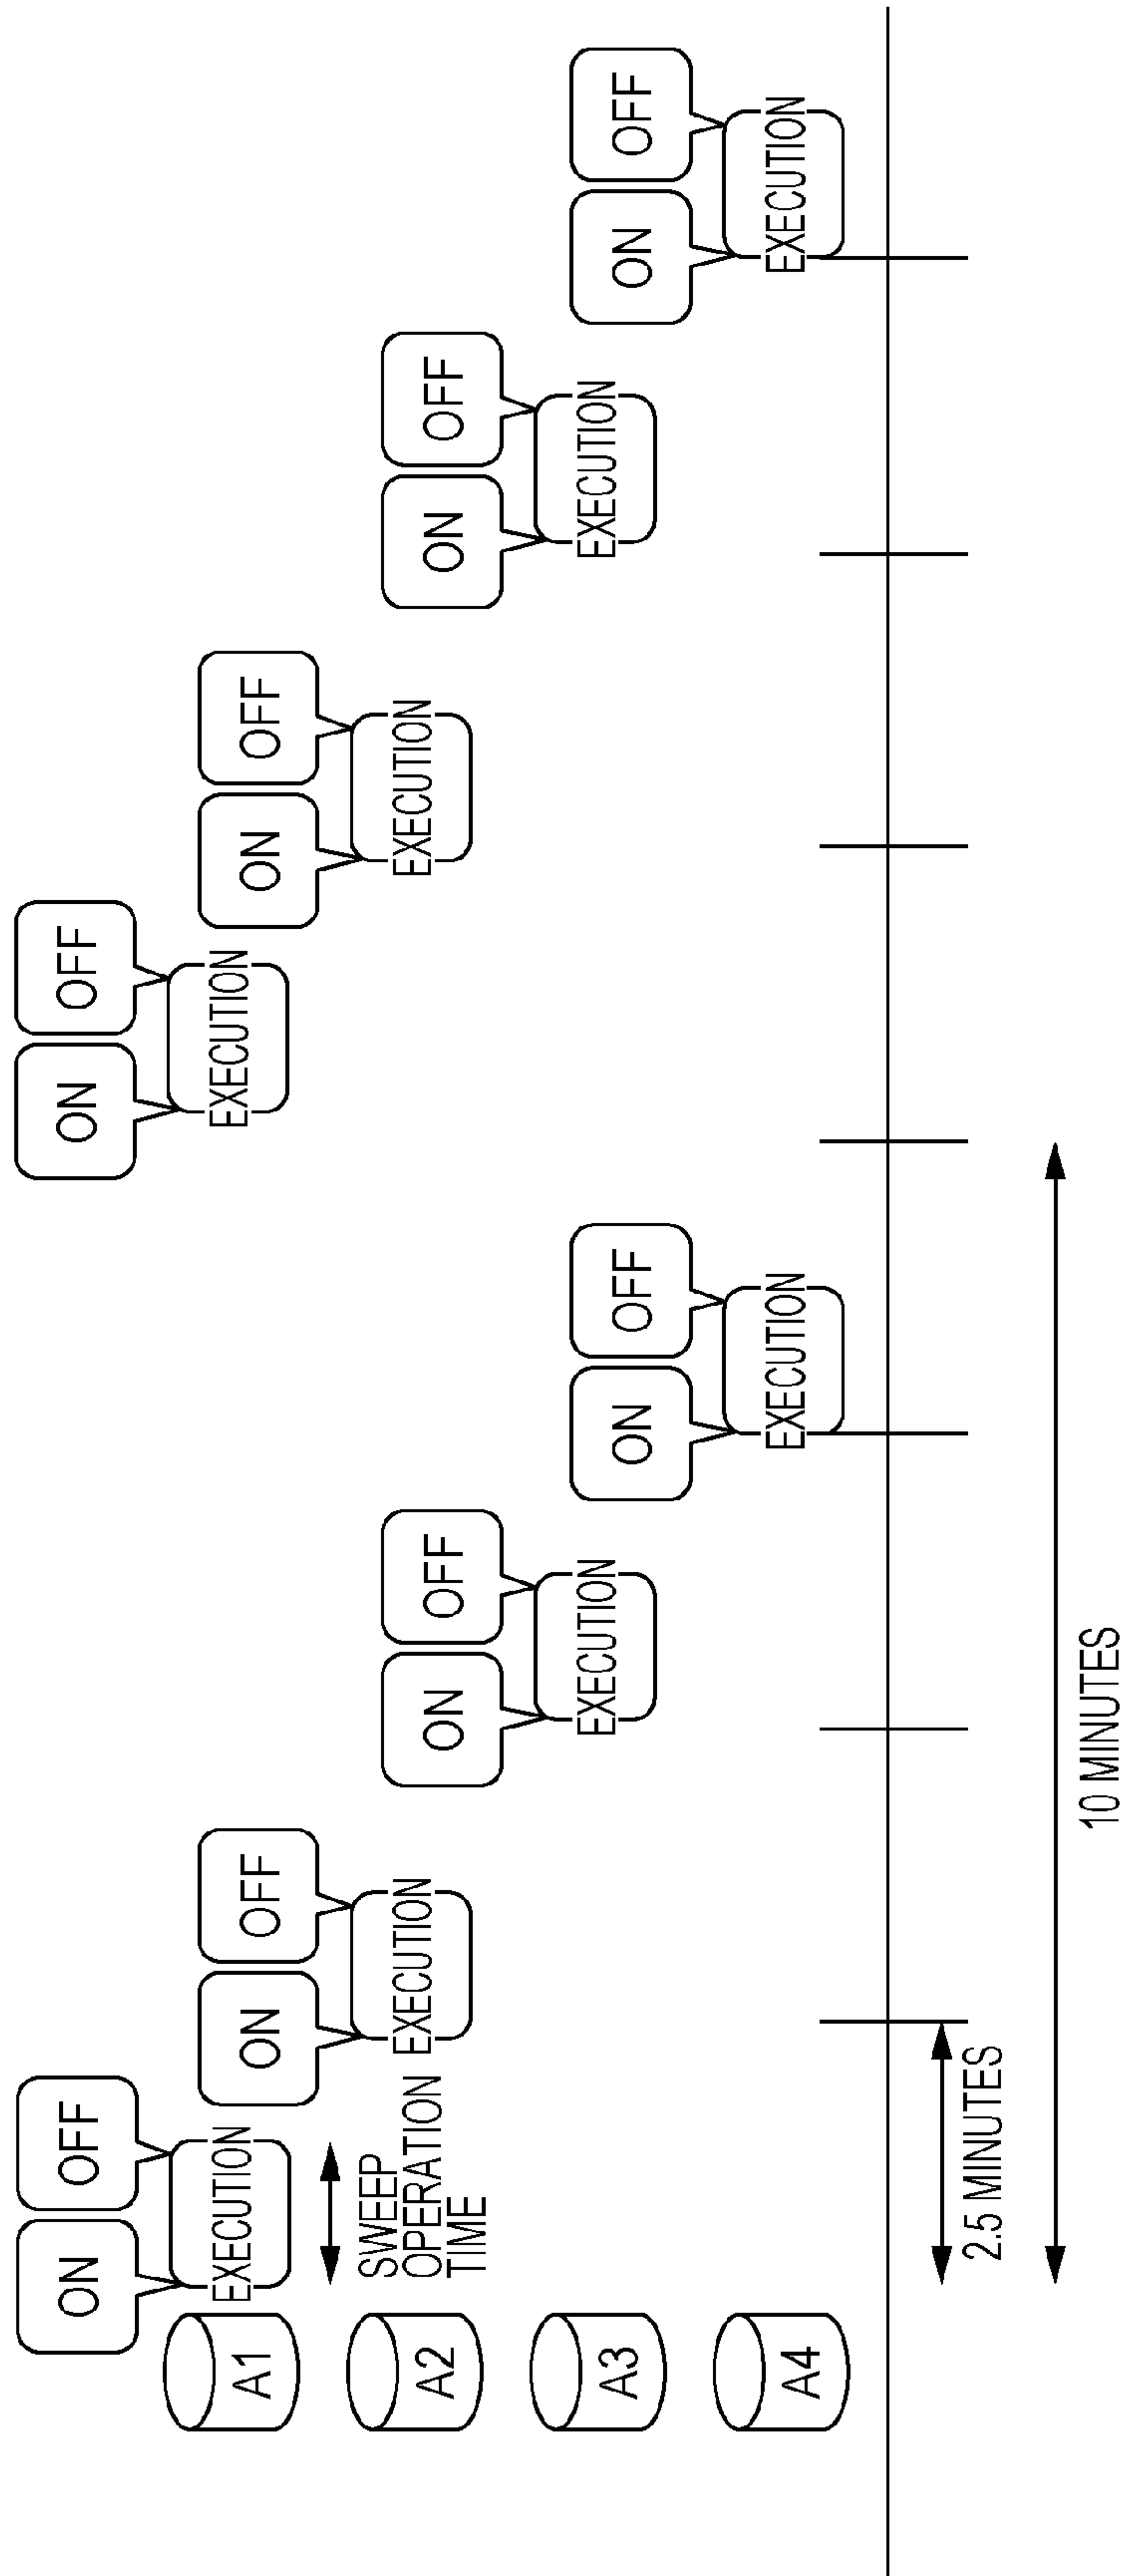 ON
OFF
ON
OFF
EXECUTION
EXECUTION
ON
OFF
ON
OFF
EXECUTION
EXECUTION
ON
OFF
ON
OFF
EXECUTION
EXECUTION
ON
OFF
ON
OFF
EXECUTION
EXECUTION
A1
A2
A3
A4
SWEEP
OPERATION
TIME
2.5 MINUTES
10 MINUTES